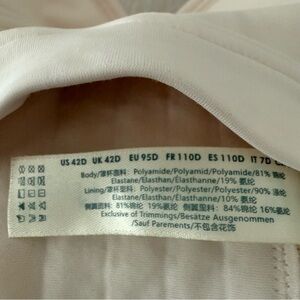 US 42D UK 42D EU 95D FR 110D ES 110D IT 7D
Body/罩杯面料: Polyamide/Polyamid/Polyamide/81% 锦纶
Elastane/Elasthan/Elasthanne/19% 氨纶
Lining/罩杯里料: Polyester/Polyester/Polyester/90% 涤纶
Elastane/Elasthan/Elasthanne/10% 氨纶
侧翼面料: 81%锦纶 19%氨纶 侧翼里料: 84%锦纶 16%氨纶
Exclusive of Trimmings/Besätze Ausgenommen
/Sauf Parements/不包含花饰